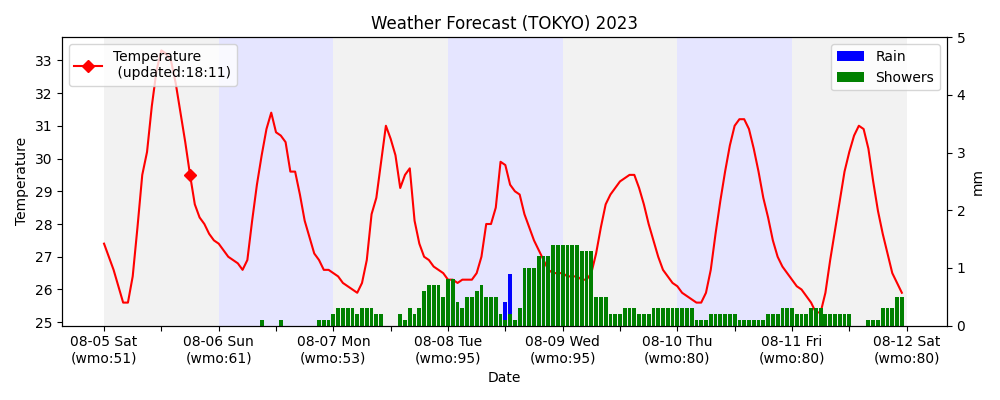 Weather Forecast (TOKYO) 2023
Temperature
(updated:18:11)
Rain
Showers
Temperature
33
32
31
30
29
28
27
26
25
5
4
3
2
1
0
mm
08-05 Sat
(wmo:51)
08-06 Sun
(wmo:61)
08-07 Mon
(wmo:53)
08-08 Tue
(wmo:95)
08-09 Wed
(wmo:95)
08-10 Thu
(wmo:80)
08-11 Fri
(wmo:80)
08-12 Sat
(wmo:80)
Date